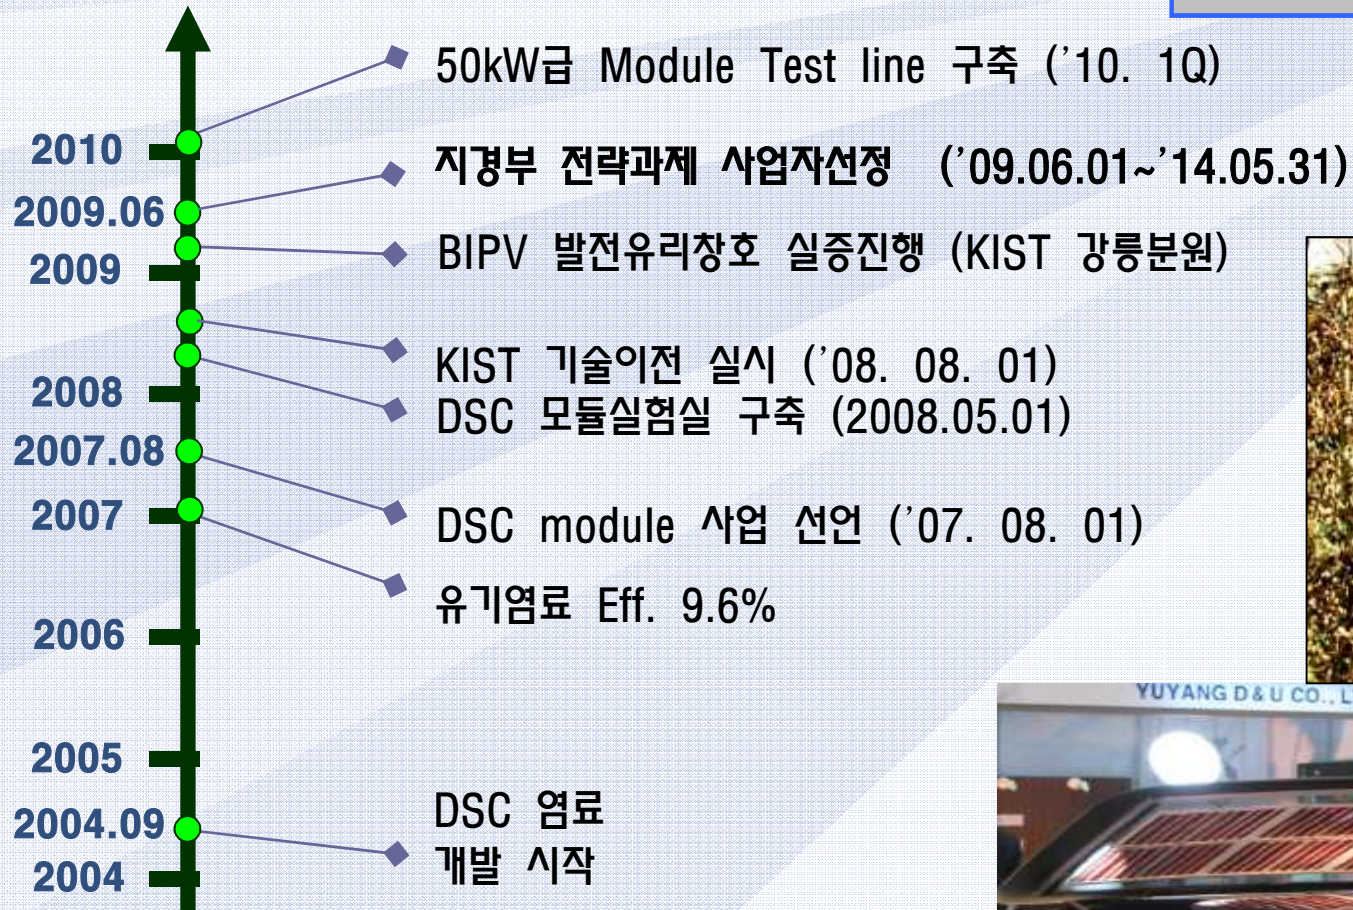 50kW급 Module Test line 구축 ('10. 1Q)
2010
지경부 전략과제 사업자선정 ('09.06.01~'14.05.31)
2009.06
BIPV 발전유리창호 실증진행 (KIST 강릉분원)
2009
KIST 기술이전 실시 ('08. 08. 01)
2008
DSC 모듈실험실 구축 (2008.05.01)
2007.08
2007
DSC module 사업 선언 ('07. 08. 01)
유기염료 Eff. 9.6%
2006
YUYANG D&U CO., L
2005
DSC 염료
2004.09
개발 시작
2004